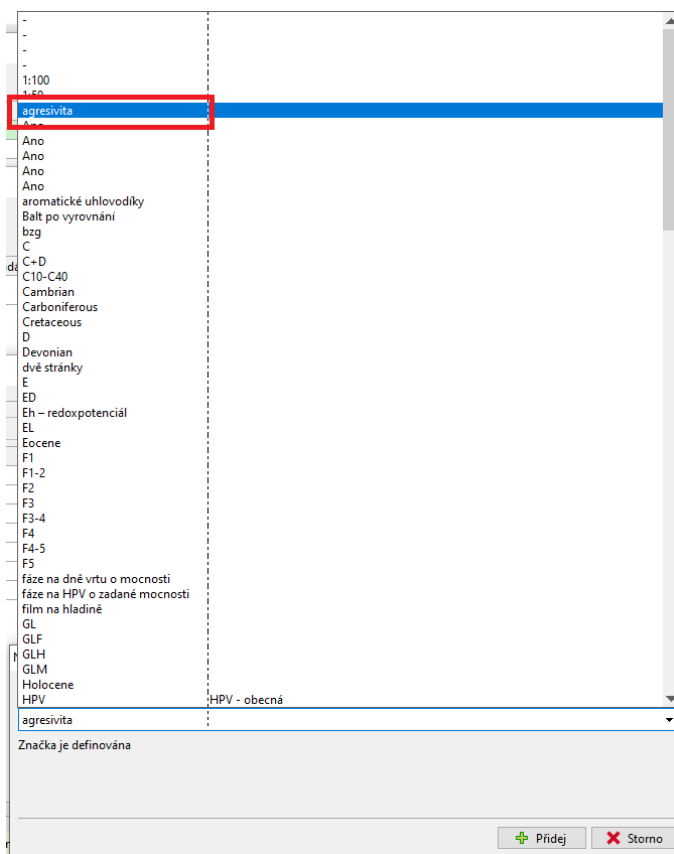 -
-
-
-
1:100
1:50
agresivita
Ano
Ano
Ano
Ano
Ano
aromatické uhlovodíky
Balt po vyrovnání
bzg
C
C+D
C10-C40
Cambrian
Carboniferous
Cretaceous
D
Devonian
dvě stránky
E
ED
Eh – redoxpotenciál
EL
Eocene
F1
F1-2
F2
F3
F3-4
F4
F4-5
F5
fáze na dně vrtu o mocnosti
fáze na HPV o zadané mocnosti
film na hladině
GL
GLF
GLH
GLM
Holocene
HPV HPV - obecná
agresivita
Značka je definována
Přidej Storno